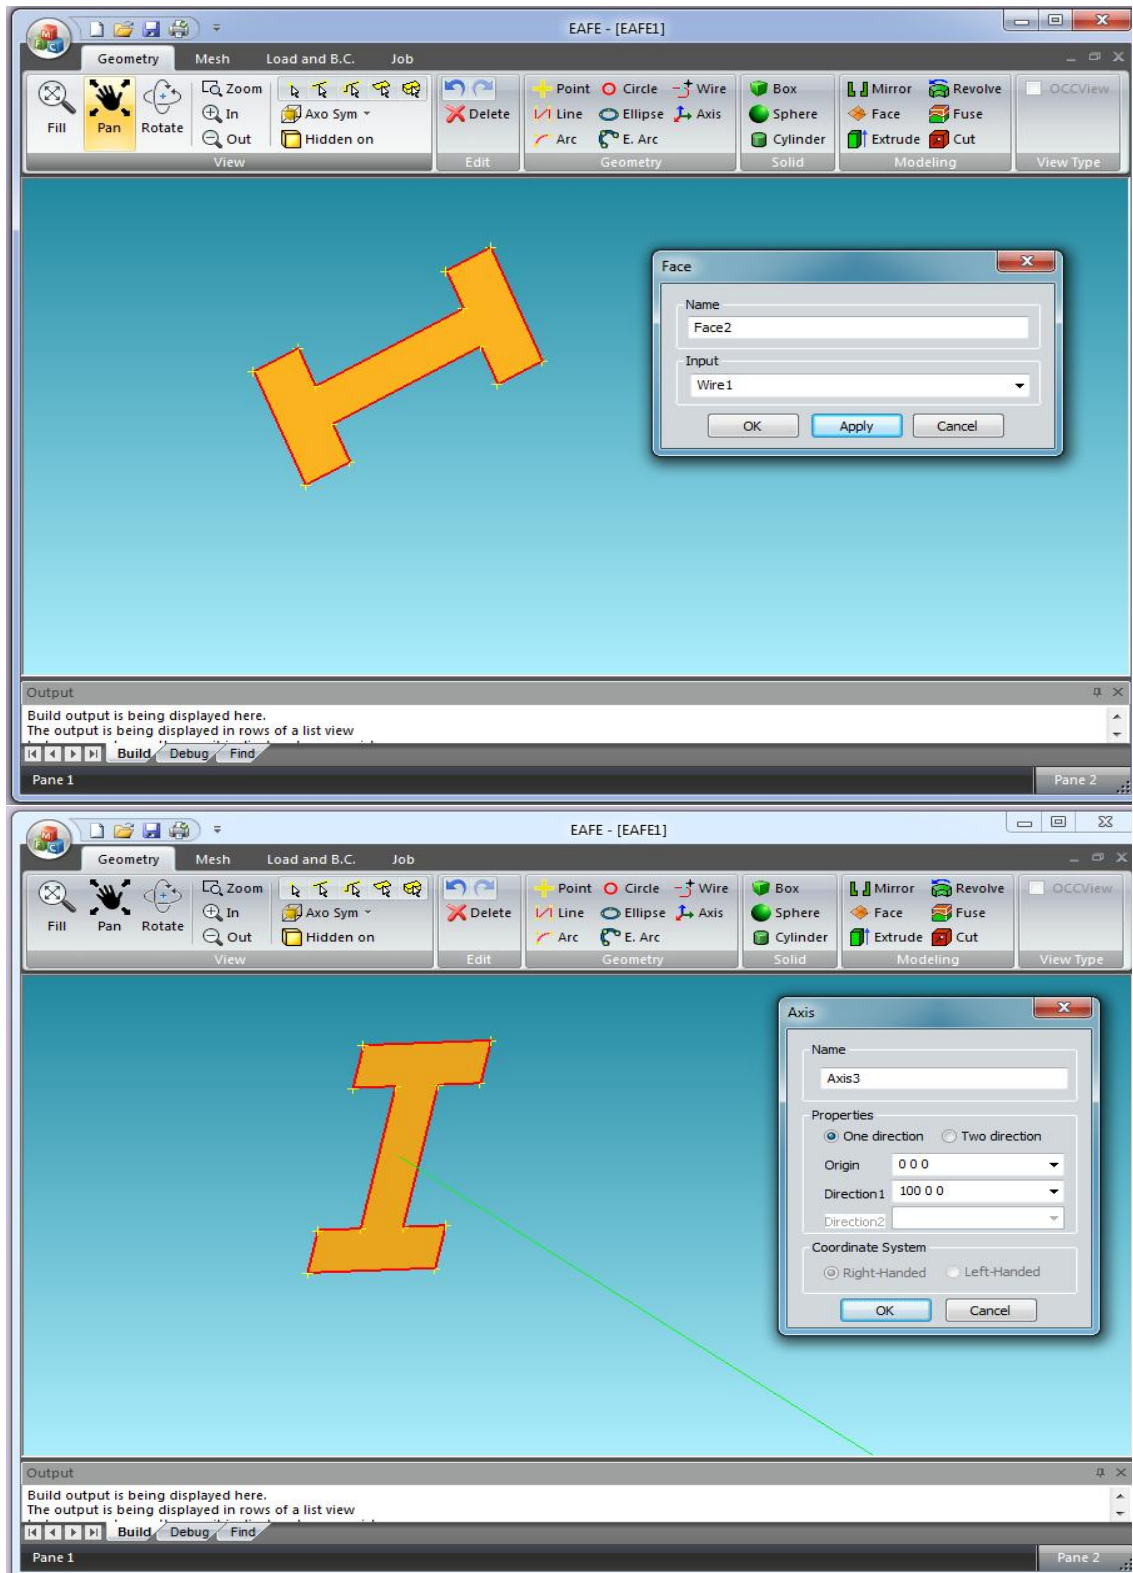 EAFE - [EAFE1]
Geometry Mesh Load and B.C. Job
Zoom Point Circle Wire Box Mirror Revolve OCCView
In Axo Sym Delete Line Ellipse Axis Sphere Face Fuse
Fill Pan Rotate Out Hidden on Arc E. Arc Cylinder Extrude Cut
View Edit Geometry Solid Modeling View Type
Face
Name
Face2
Input
Wire1
OK Apply Cancel
Output
Build output is being displayed here.
The output is being displayed in rows of a list view
Build Debug Find
Pane 1 Pane 2
EAFE - [EAFE1]
Geometry Mesh Load and B.C. Job
Zoom Point Circle Wire Box Mirror Revolve OCCView
In Axo Sym Delete Line Ellipse Axis Sphere Face Fuse
Fill Pan Rotate Out Hidden on Arc E. Arc Cylinder Extrude Cut
View Edit Geometry Solid Modeling View Type
Axis
Name
Axis3
Properties
One direction Two direction
Origin 0 0 0
Direction1 100 0 0
Direction2
Coordinate System
Right-Handed Left-Handed
OK Cancel
Output
Build output is being displayed here.
The output is being displayed in rows of a list view
Build Debug Find
Pane 1 Pane 2